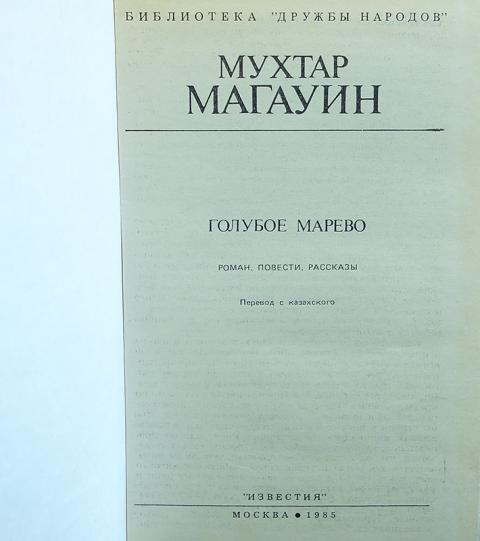 БИБЛИОТЕКА "ДРУЖБЫ НАРОДОВ"
МУХТАР
МАГАУИН
ГОЛУБОЕ МАРЕВО
РОМАН, ПОВЕСТИ, РАССКАЗЫ
Перевод с казахского
"ИЗВЕСТИЯ"
МОСКВА ● 1985